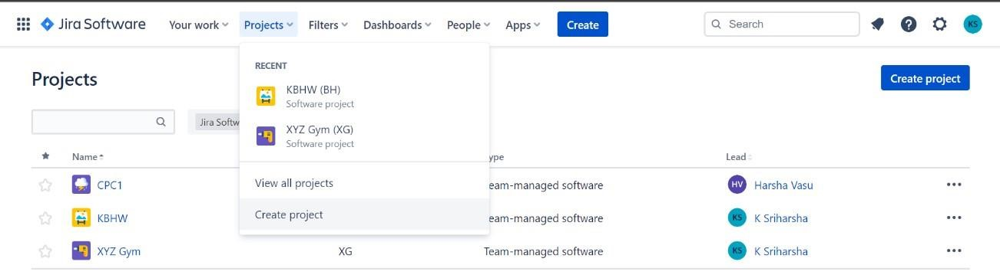 Jira Software Your work Projects Filters Dashboards People Apps Create Search KS
Projects
Create project
RECENT
KBHW (BH)
Software project
XYZ Gym (XG)
Software project
View all projects
Create project
Jira Softw
Name ype Lead
CPC1 eam-managed software HV Harsha Vasu
KBHW eam-managed software KS K Sriharsha
XYZ Gym XG Team-managed software KS K Sriharsha